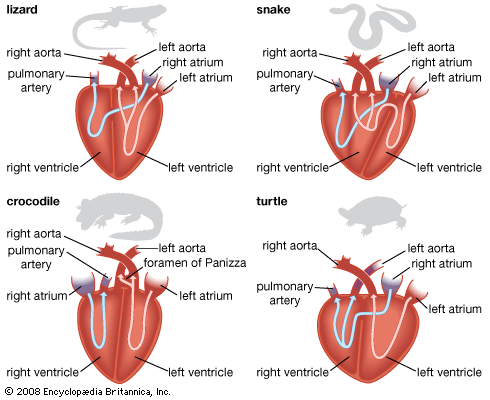 lizard
right aorta
left aorta
right atrium
pulmonary
artery
left atrium
right ventricle
left ventricle
snake
right aorta
left aorta
right atrium
pulmonary
artery
left atrium
right ventricle
left ventricle
crocodile
right aorta
pulmonary
artery
left aorta
foramen of Panizza
right atrium
left atrium
right ventricle
left ventricle
turtle
right aorta
left aorta
right atrium
pulmonary
artery
left atrium
right ventricle
left ventricle
© 2008 Encyclopædia Britannica, Inc.